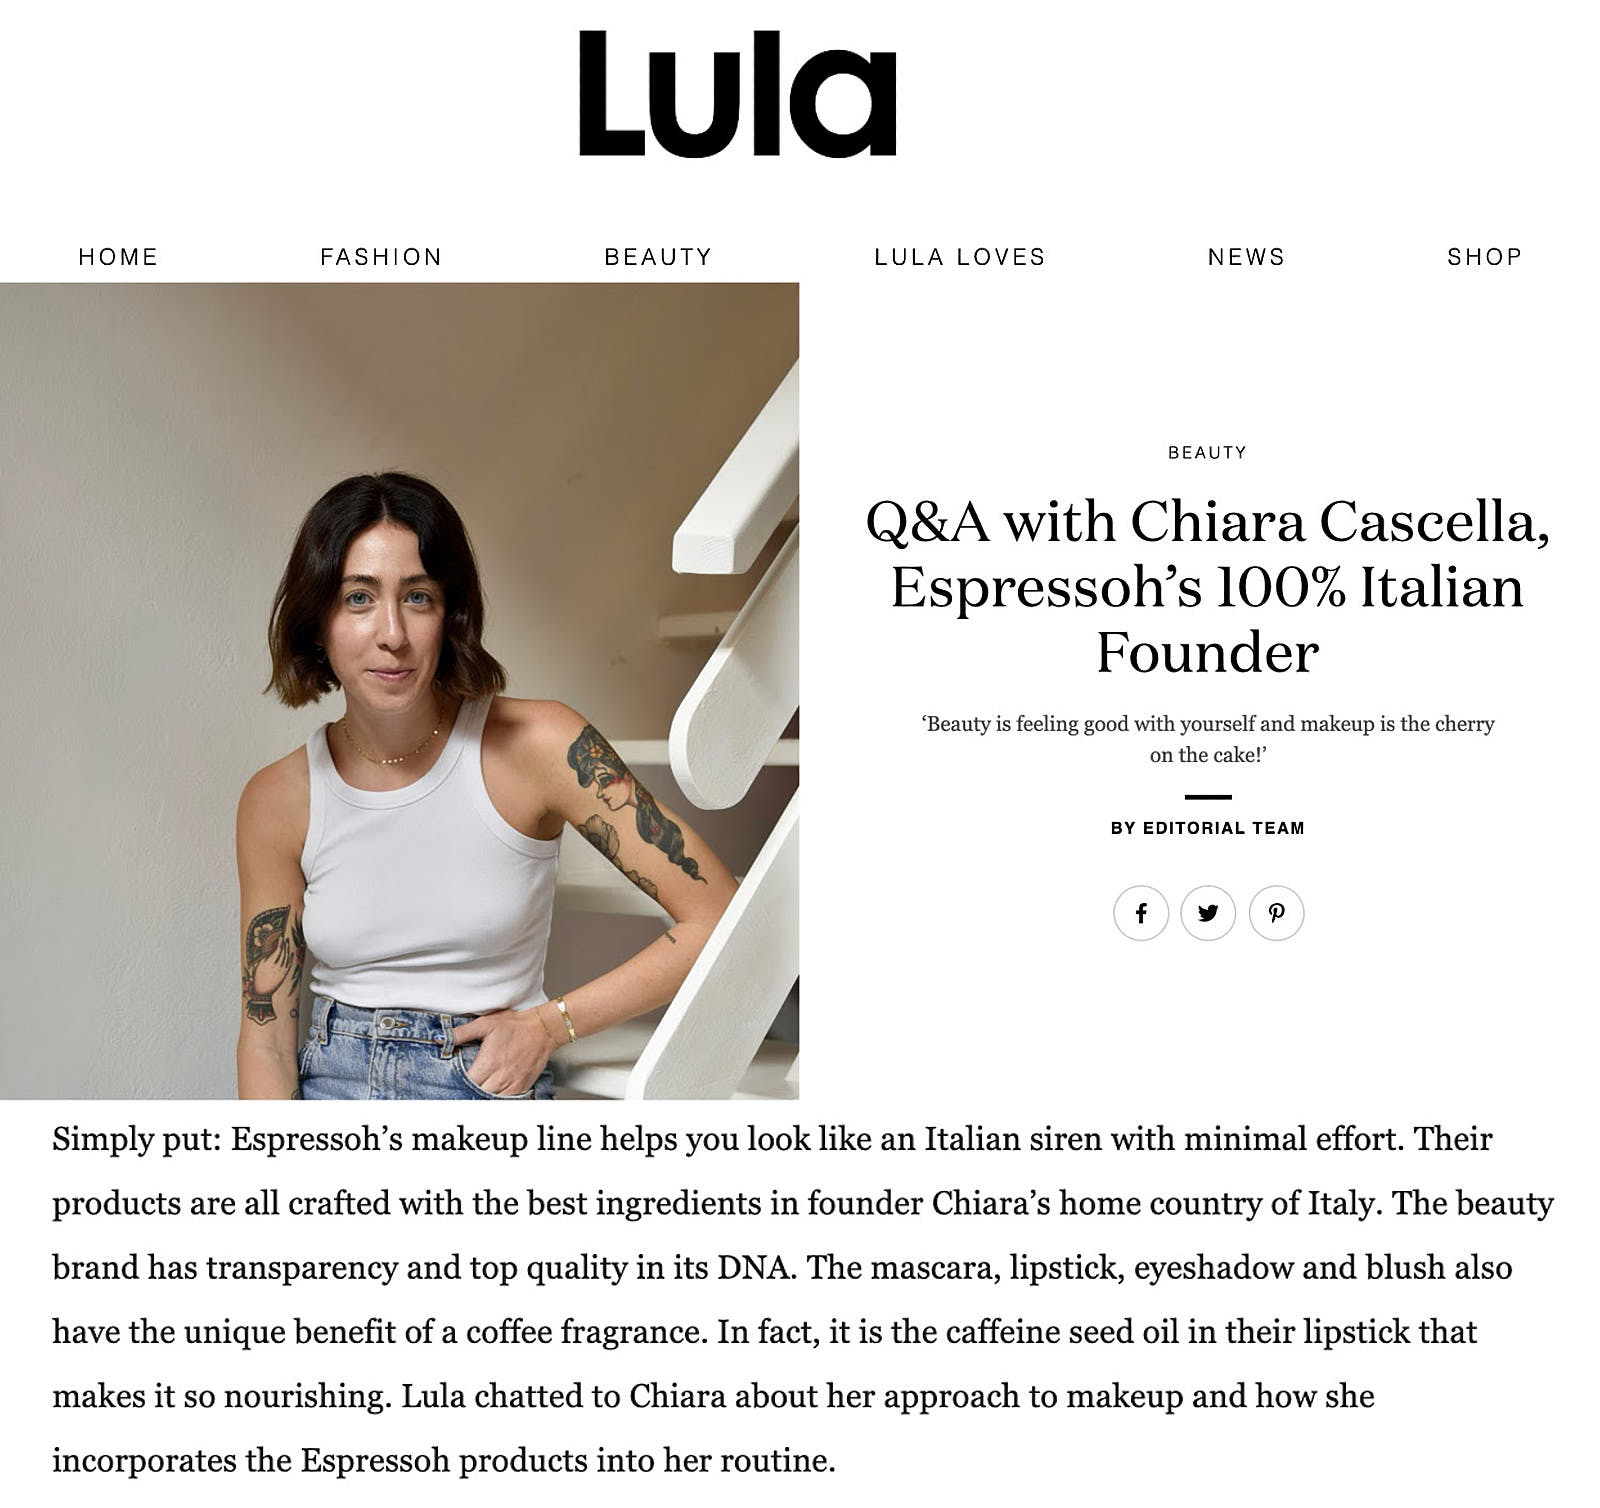 Lula
HOME FASHION BEAUTY LULA LOVES NEWS SHOP
BEAUTY
Q&A with Chiara Cascella,
Espressoh’s 100% Italian
Founder
‘Beauty is feeling good with yourself and makeup is the cherry
on the cake!’
BY EDITORIAL TEAM
Simply put: Espressoh’s makeup line helps you look like an Italian siren with minimal effort. Their
products are all crafted with the best ingredients in founder Chiara’s home country of Italy. The beauty
brand has transparency and top quality in its DNA. The mascara, lipstick, eyeshadow and blush also
have the unique benefit of a coffee fragrance. In fact, it is the caffeine seed oil in their lipstick that
makes it so nourishing. Lula chatted to Chiara about her approach to makeup and how she
incorporates the Espressoh products into her routine.